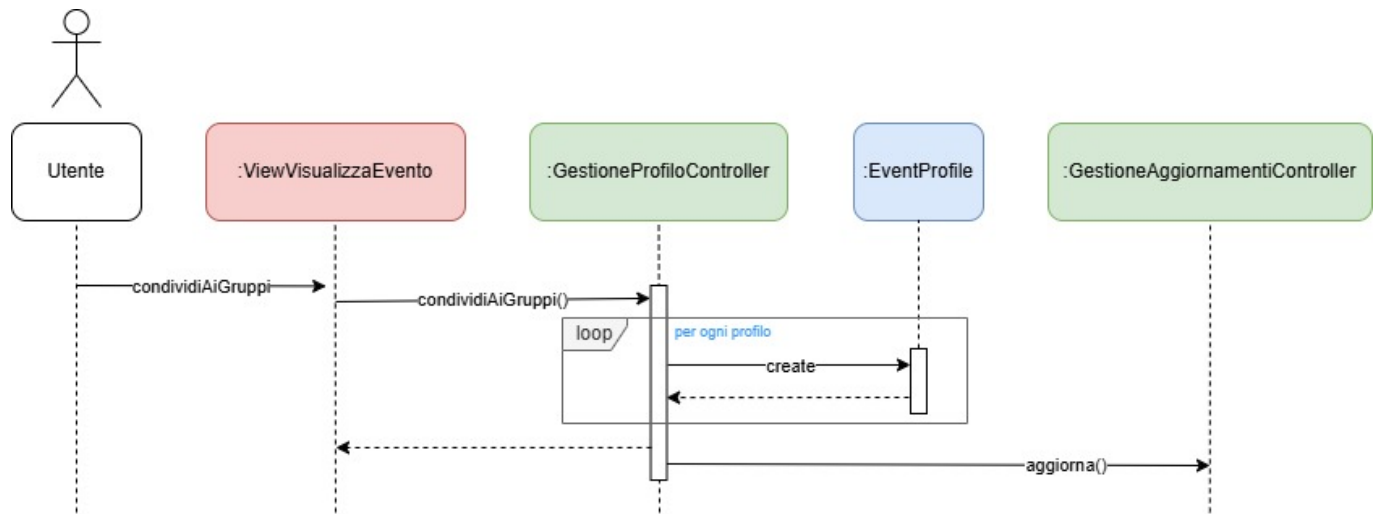 Utente
:ViewVisualizzaEvento
:GestioneProfiloController
:EventProfile
:GestioneAggiornamentiController
condividiAiGruppi
condividiAiGruppi()
loop
per ogni profilo
create
aggiorna()